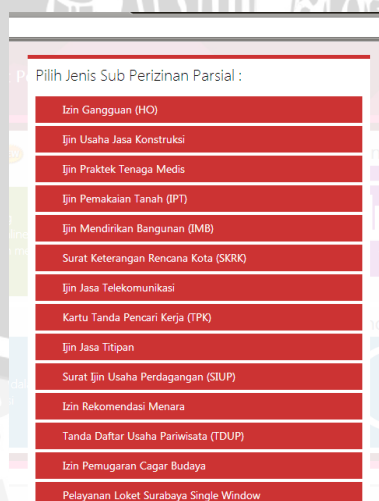 Pilih Jenis Sub Perizinan Parsial :
Izin Gangguan (HO)
Ijin Usaha Jasa Konstruksi
Ijin Praktek Tenaga Medis
Ijin Pemakaian Tanah (IPT)
Ijin Mendirikan Bangunan (IMB)
Surat Keterangan Rencana Kota (SKRK)
Ijin Jasa Telekomunikasi
Kartu Tanda Pencari Kerja (TPK)
Ijin Jasa Titipan
Surat Ijin Usaha Perdagangan (SIUP)
Izin Rekomendasi Menara
Tanda Daftar Usaha Pariwisata (TDUP)
Izin Pemugaran Cagar Budaya
Pelayanan Loket Surabaya Single Window